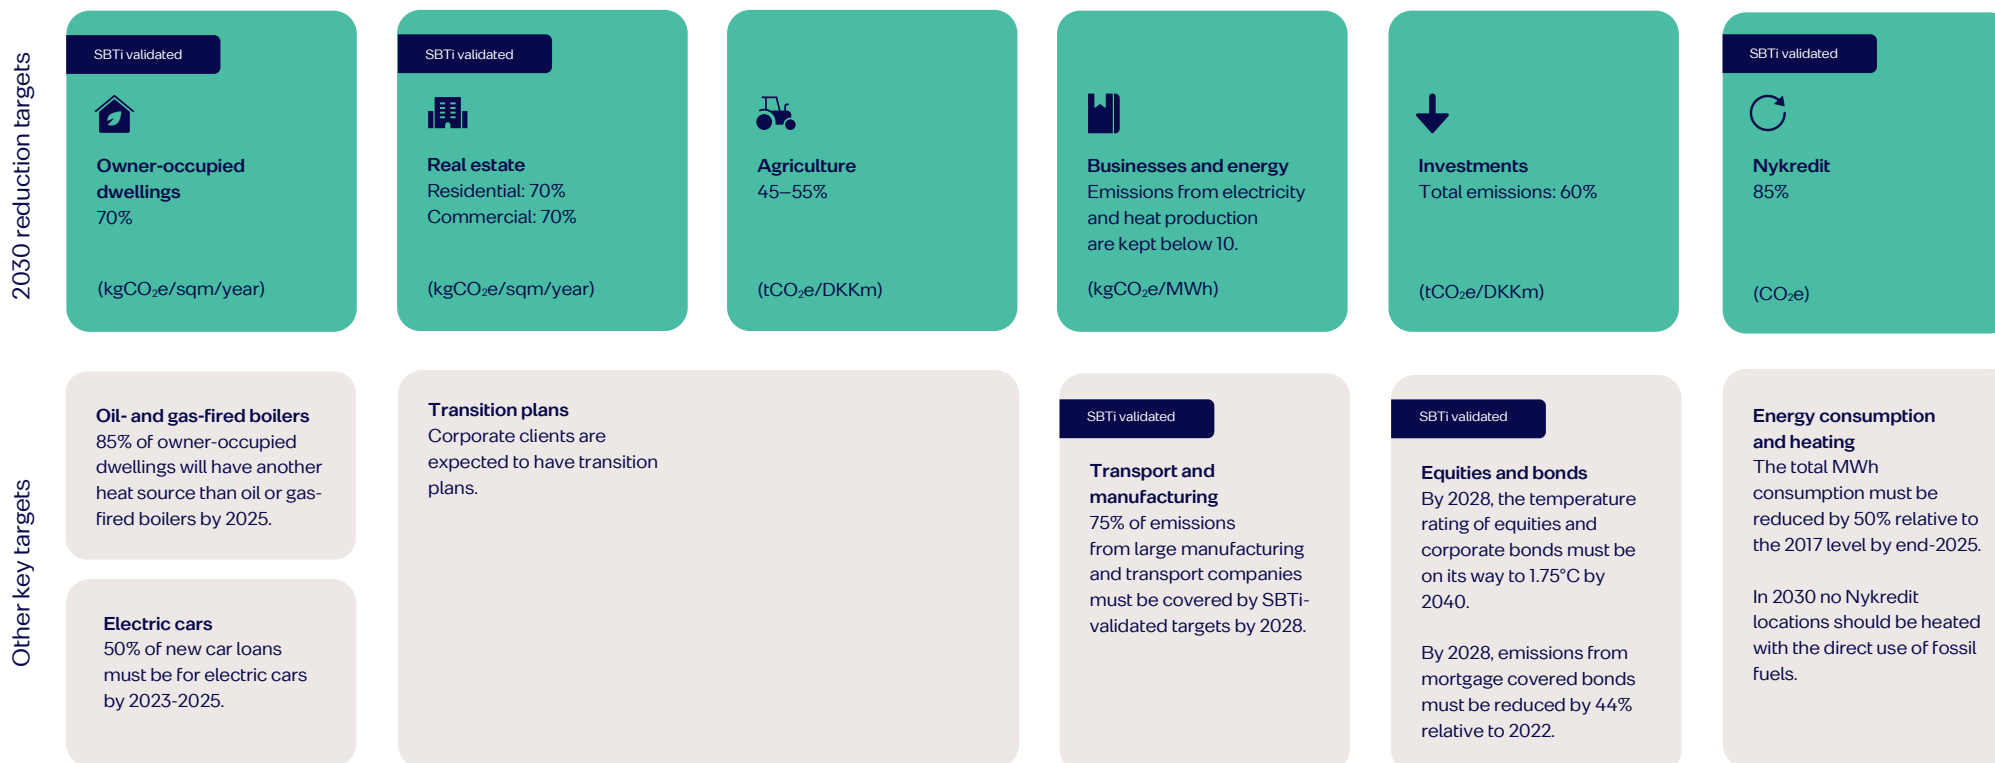 2030 reduction targets
SBTi validated
Owner-occupied
dwellings
70%
(kgCO₂e/sqm/year)
SBTi validated
Real estate
Residential: 70%
Commercial: 70%
(kgCO₂e/sqm/year)
Agriculture
45–55%
(tCO₂e/DKKm)
Businesses and energy
Emissions from electricity
and heat production
are kept below 10.
(kgCO₂e/MWh)
Investments
Total emissions: 60%
(tCO₂e/DKKm)
SBTi validated
Nykredit
85%
(CO₂e)
Other key targets
Oil- and gas-fired boilers
85% of owner-occupied
dwellings will have another
heat source than oil or gas-
fired boilers by 2025.
Electric cars
50% of new car loans
must be for electric cars
by 2023-2025.
Transition plans
Corporate clients are
expected to have transition
plans.
SBTi validated
Transport and
manufacturing
75% of emissions
from large manufacturing
and transport companies
must be covered by SBTi-
validated targets by 2028.
SBTi validated
Equities and bonds
By 2028, the temperature
rating of equities and
corporate bonds must be
on its way to 1.75°C by
2040.
By 2028, emissions from
mortgage covered bonds
must be reduced by 44%
relative to 2022.
Energy consumption
and heating
The total MWh
consumption must be
reduced by 50% relative to
the 2017 level by end-2025.
In 2030 no Nykredit
locations should be heated
with the direct use of fossil
fuels.